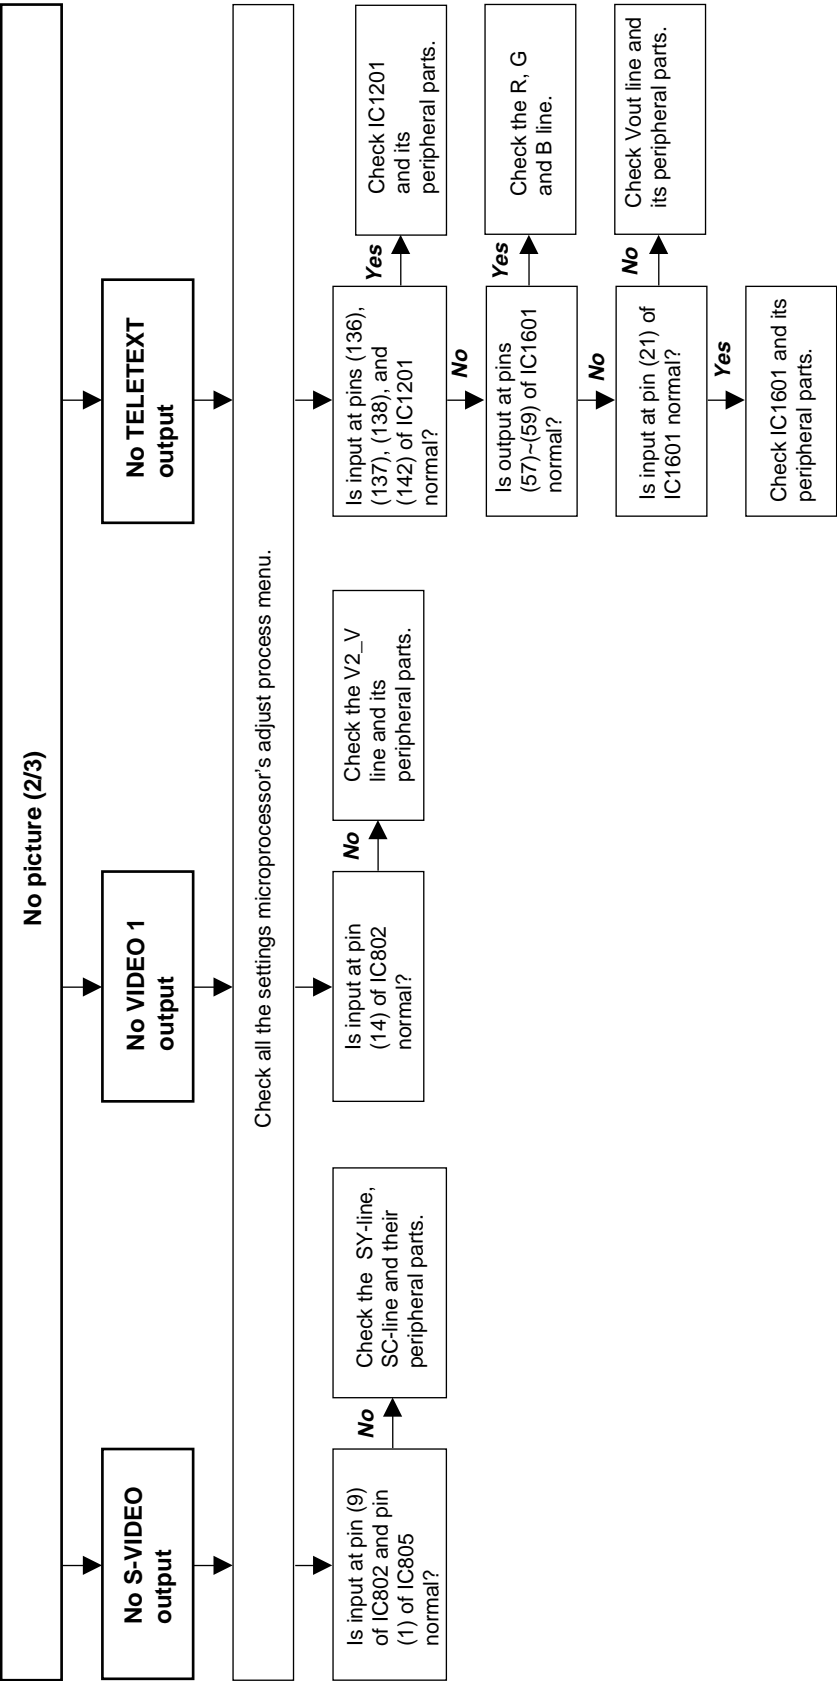 No picture (2/3)
No S-VIDEO
output
No VIDEO 1
output
No TELETEXT
output
Check all the settings microprocessor's adjust process menu.
Is input at pin (9)
of IC802 and pin
(1) of IC805
normal?
No
Check the SY-line,
SC-line and their
peripheral parts.
Is input at pin
(14) of IC802
normal?
No
Check the V2_V
line and its
peripheral parts.
Is input at pins (136),
(137), (138), and
(142) of IC1201
normal?
Yes
Check IC1201
and its
peripheral parts.
No
Is output at pins
(57)~(59) of IC1601
normal?
Yes
Check the R, G
and B line.
No
Is input at pin (21) of
IC1601 normal?
No
Check Vout line and
its peripheral parts.
Yes
Check IC1601 and its
peripheral parts.